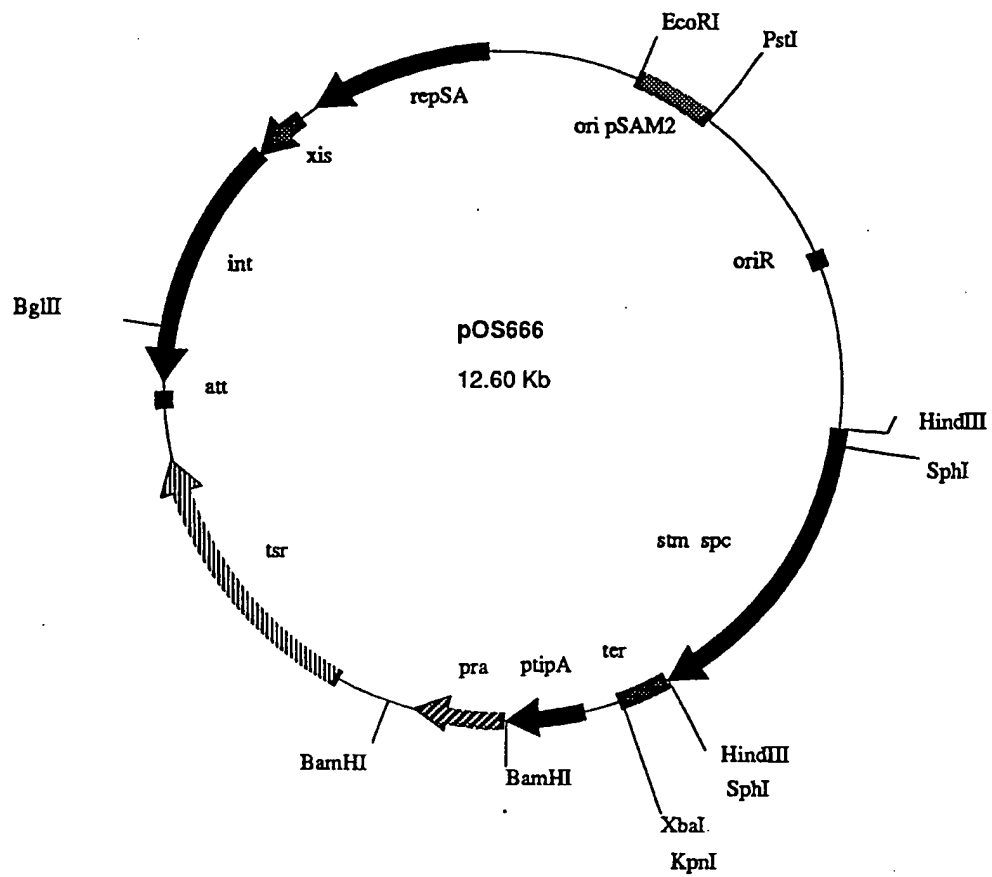 EcoRI
PstI
repSA
ori pSAM2
xis
int
oriR
BglII
pOS666
12.60 Kb
att
HindIII
SphI
stm spc
tsr
ter
pra
ptipA
HindIII
SphI
BamHI
BamHI
XbaI
KpnI